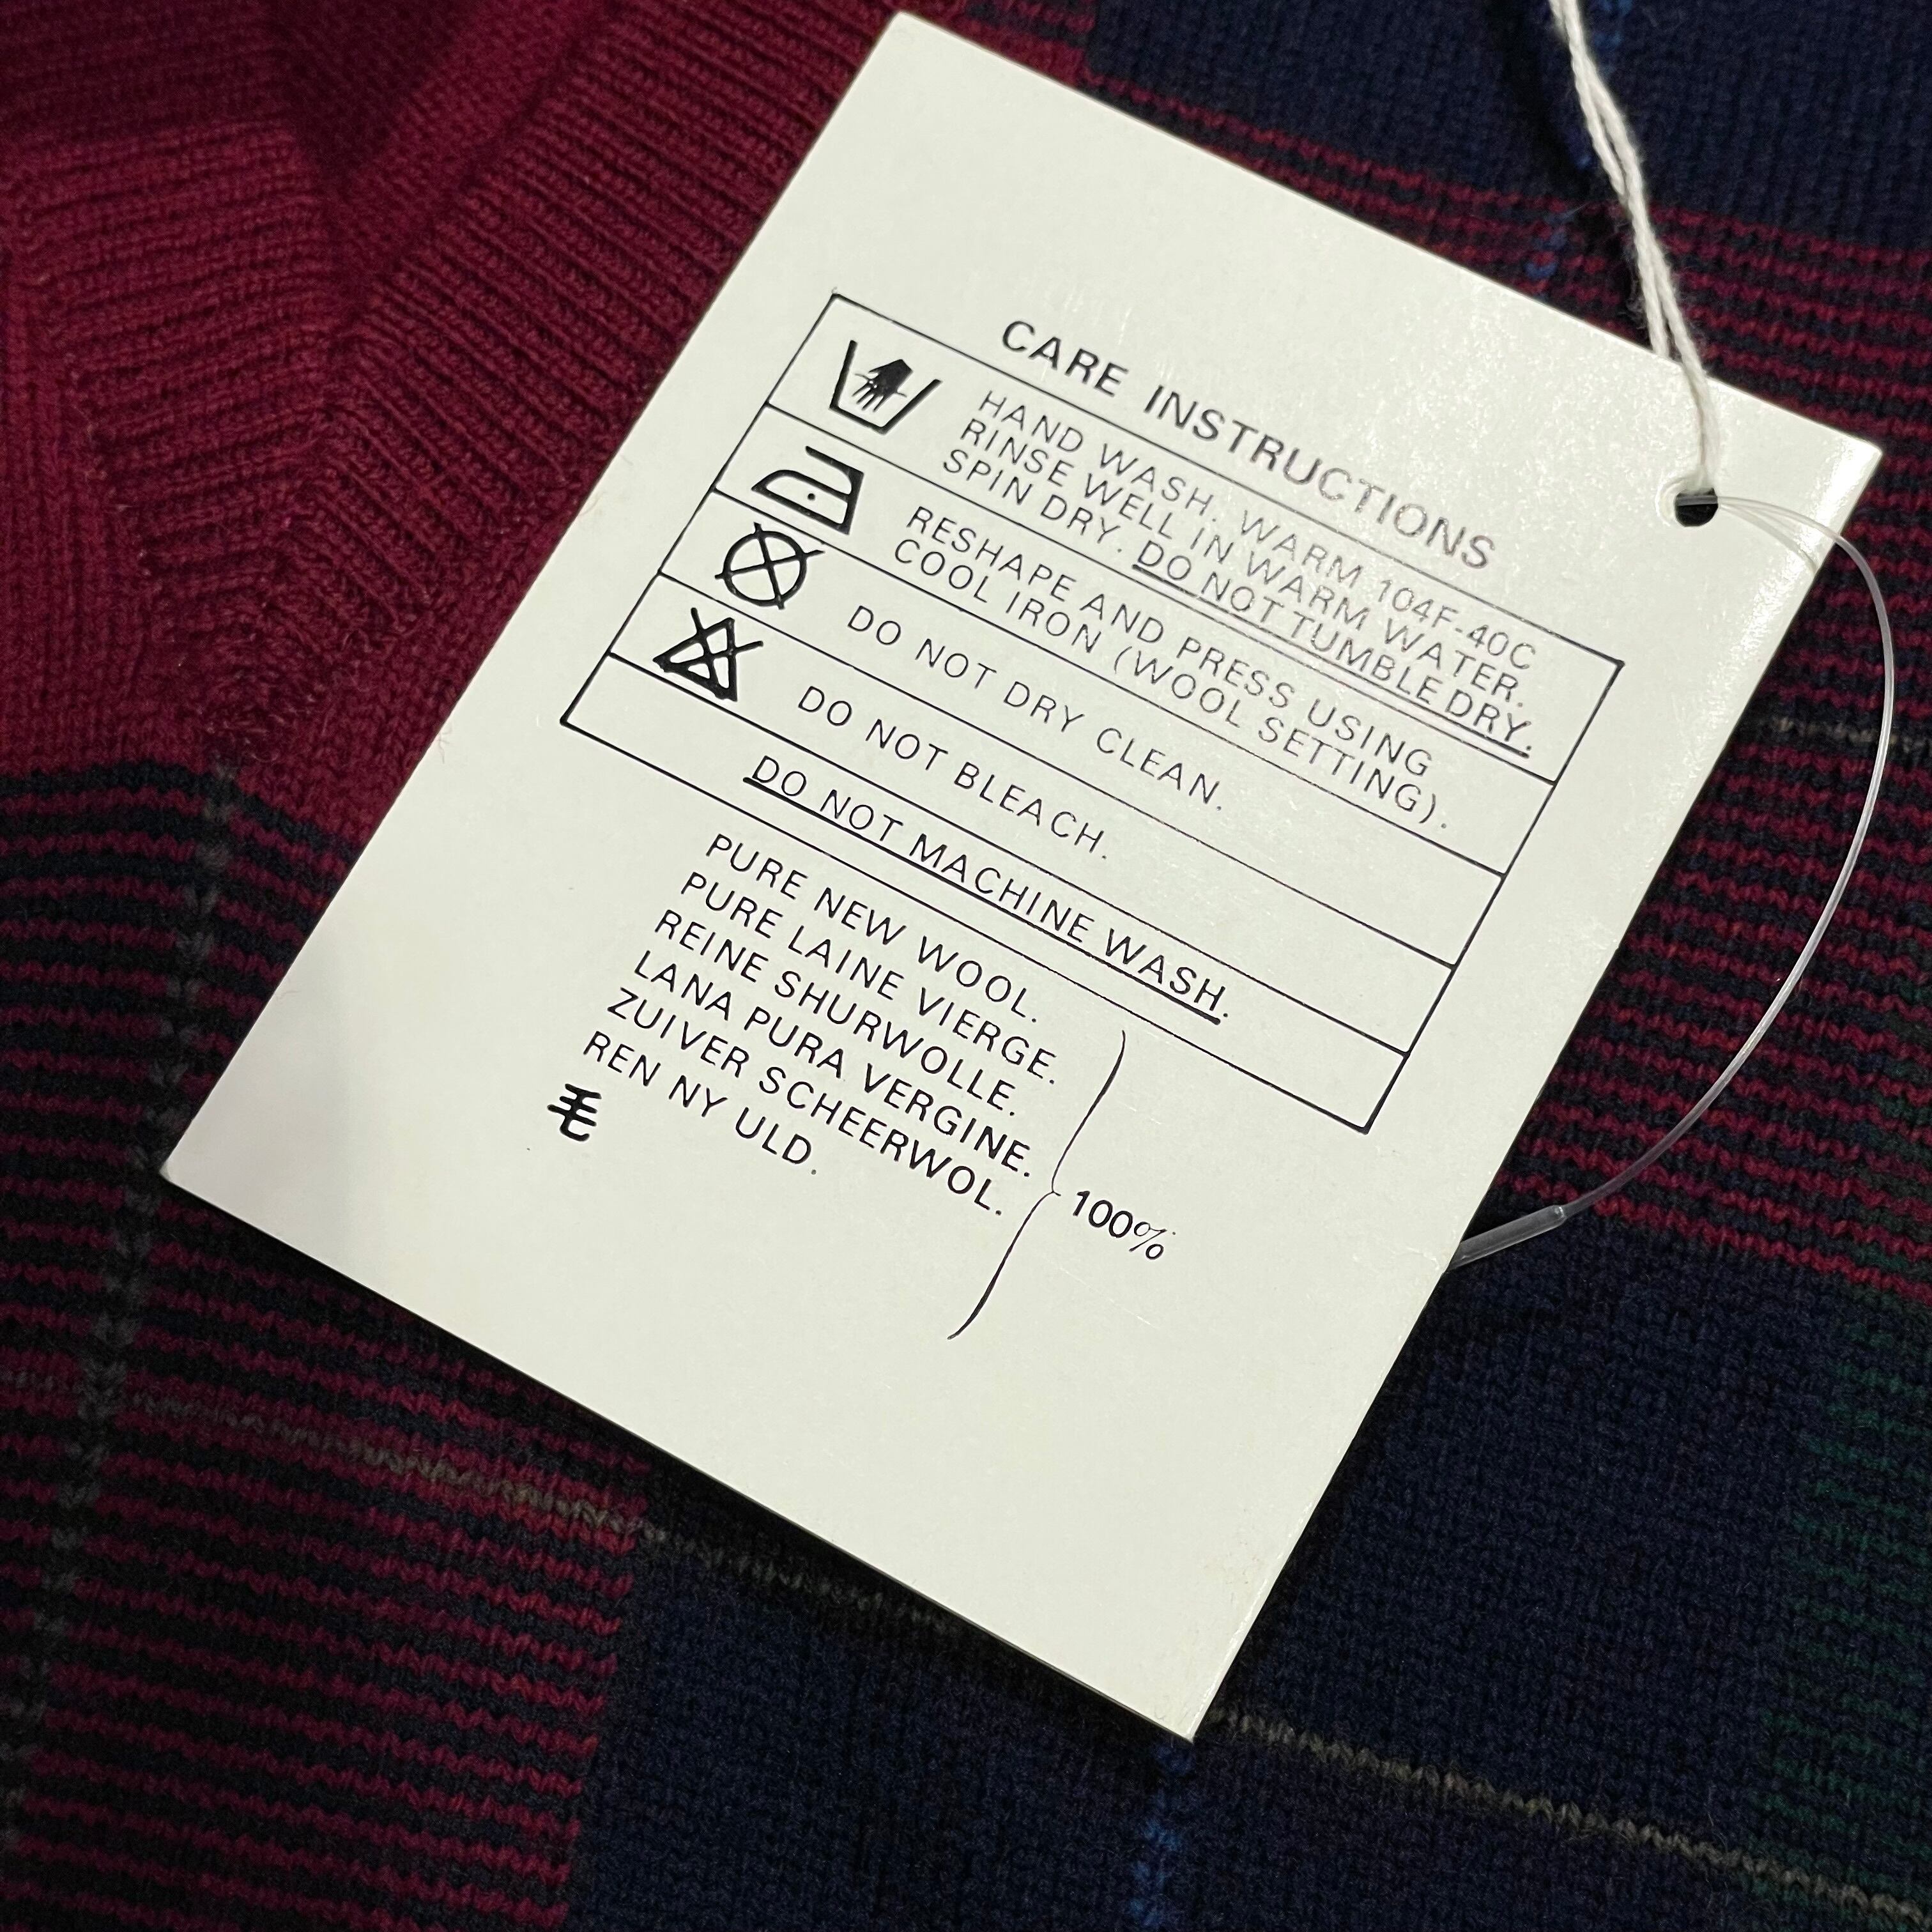 CARE INSTRUCTIONS
HAND WASH. WARM 104F-40C
RINSE WELL IN WARM WATER.
SPIN DRY. DO NOT TUMBLE DRY.
RESHAPE AND PRESS USING
COOL IRON (WOOL SETTING).
DO NOT DRY CLEAN.
DO NOT BLEACH.
DO NOT MACHINE WASH.
PURE NEW WOOL.
PURE LAINE VIERGE.
REINE SHURWOLLE.
LANA PURA VERGINE.
ZUIVER SCHEERWOL.
REN NY ULD.
毛
100%